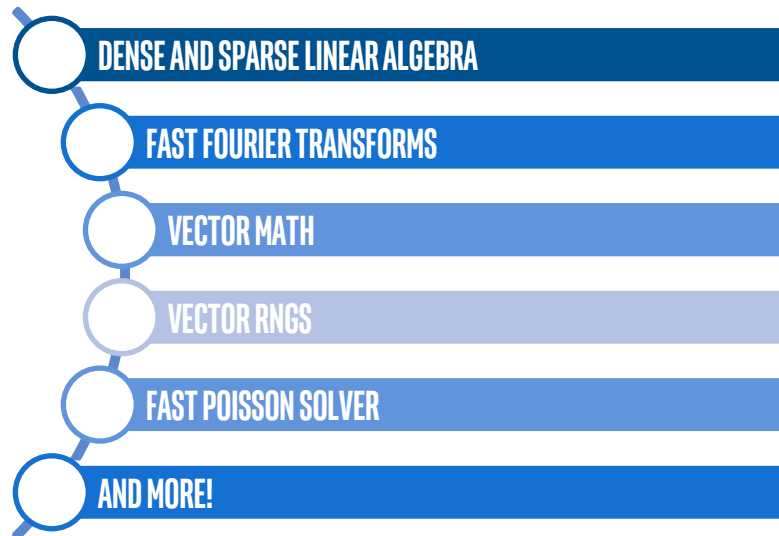 DENSE AND SPARSE LINEAR ALGEBRA
FAST FOURIER TRANSFORMS
VECTOR MATH
VECTOR RNGS
FAST POISSON SOLVER
AND MORE!